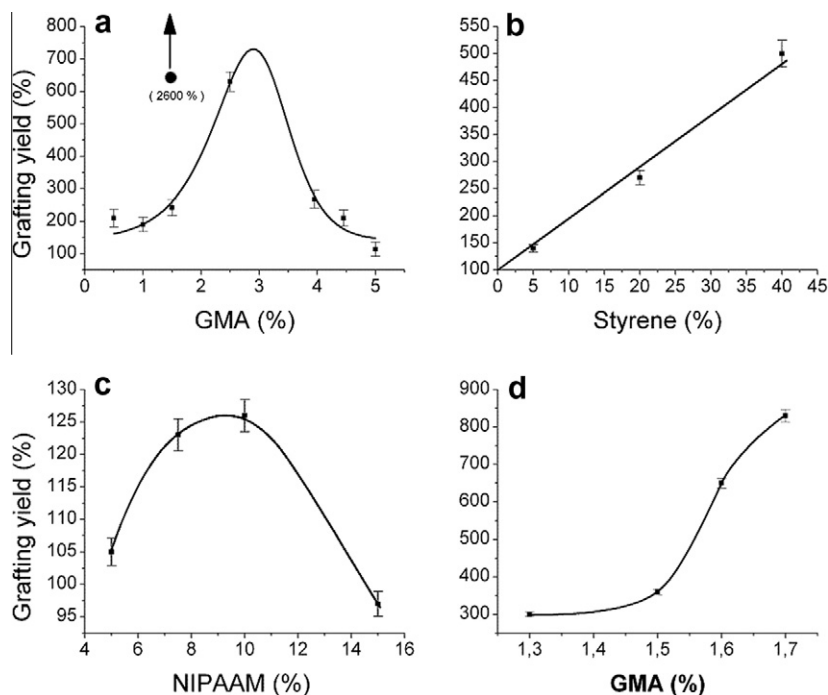 a
Grafting yield (%)
800
700
600
500
400
300
200
100
( 2600 % )
0 1 2 3 4 5
GMA (%)
b
550
500
450
400
350
300
250
200
150
100
0 5 10 15 20 25 30 35 40 45
Styrene (%)
c
Grafting yield (%)
130
125
120
115
110
105
100
95
4 6 8 10 12 14 16
NIPAAM (%)
d
900
800
700
600
500
400
300
1,3 1,4 1,5 1,6 1,7
GMA (%)